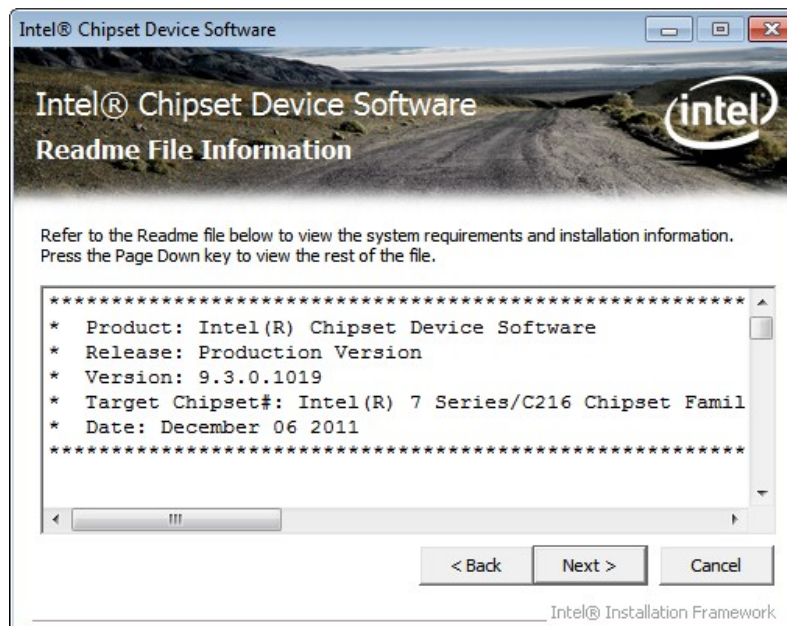 Intel® Chipset Device Software
Intel® Chipset Device Software
intel
Readme File Information
Refer to the Readme file below to view the system requirements and installation information.
Press the Page Down key to view the rest of the file.
*********************************************************
* Product: Intel(R) Chipset Device Software
* Release: Production Version
* Version: 9.3.0.1019
* Target Chipset#: Intel(R) 7 Series/C216 Chipset Famil
* Date: December 06 2011
*********************************************************
< Back Next > Cancel
Intel® Installation Framework